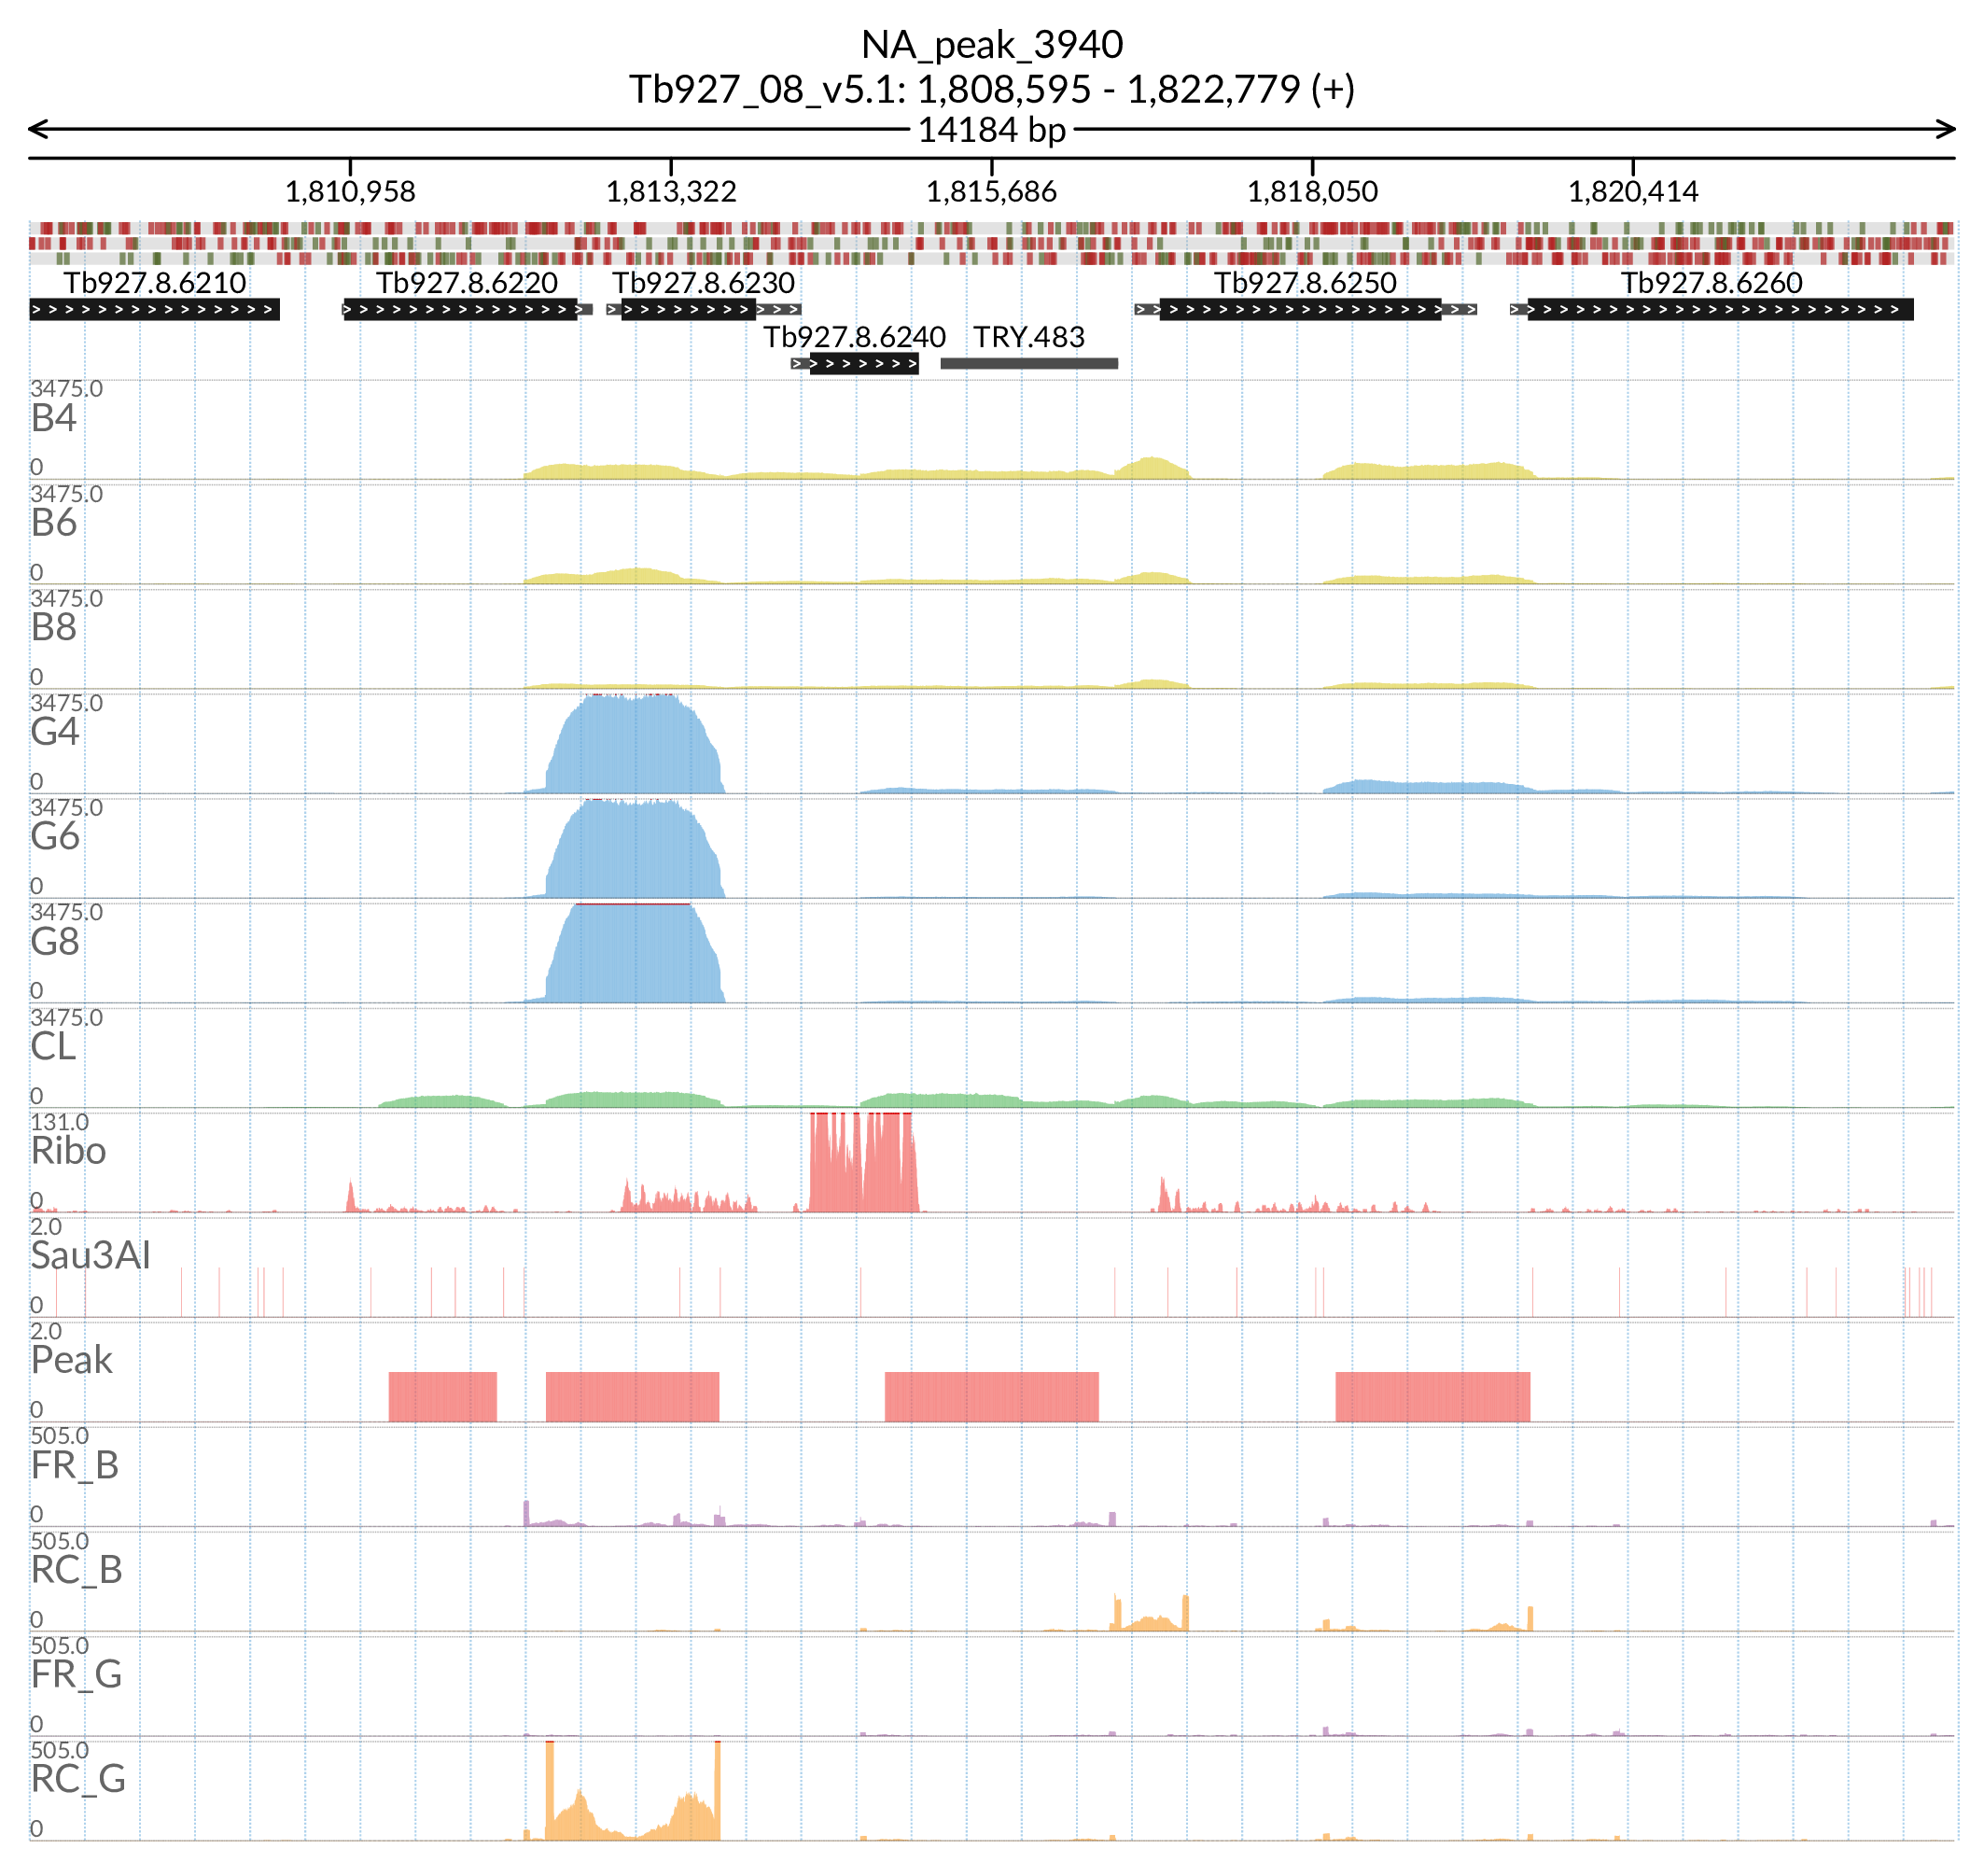 NA_peak_3940
Tb927_08_v5.1: 1,808,595 - 1,822,779 (+)
14184 bp
1,810,958 1,813,322 1,815,686 1,818,050 1,820,414
Tb927.8.6210 Tb927.8.6220 Tb927.8.6230 Tb927.8.6250 Tb927.8.6260
Tb927.8.6240 TRY.483
3475.0
B4
0
3475.0
B6
0
3475.0
B8
0
3475.0
G4
0
3475.0
G6
0
3475.0
G8
0
3475.0
CL
0
131.0
Ribo
0
2.0
Sau3AI
0
2.0
Peak
0
505.0
FR_B
0
505.0
RC_B
0
505.0
FR_G
0
505.0
RC_G
0